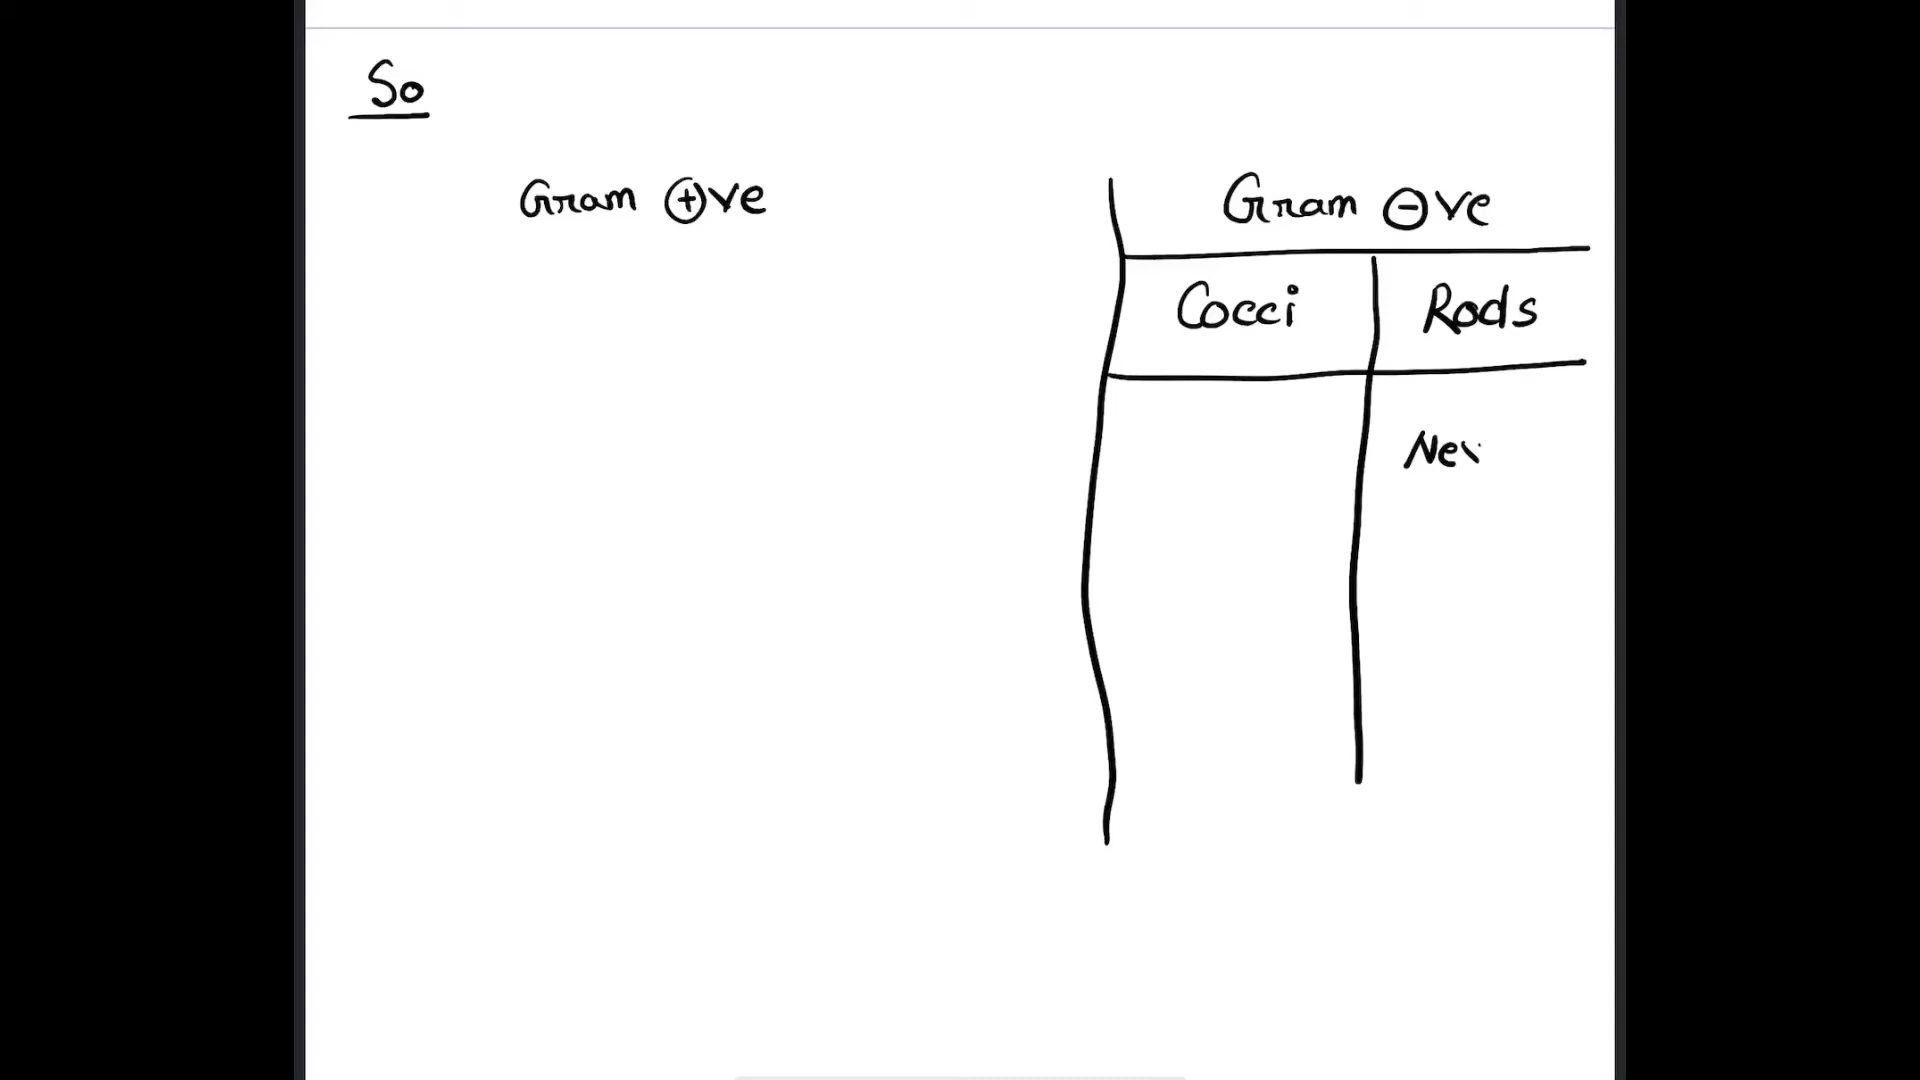 So
Gram ⊕ve
Gram ⊖ve
Cocci
Rods